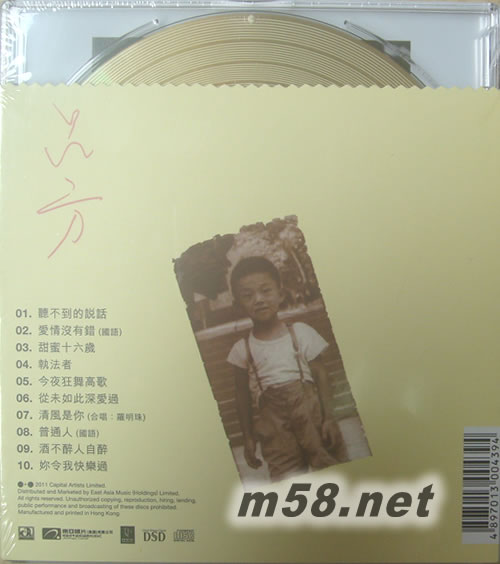 01. 聽不到的説話
02. 愛情沒有錯 (國語)
03. 甜蜜十六歲
04. 執法者
05. 今夜狂舞高歌
06. 從未如此深愛過
07. 清風是你 (合唱：羅明珠)
08. 普通人 (國語)
09. 酒不醉人自醉
10. 妳令我快樂過
℗ + © 2011 Capital Artists Limited.
Distributed and Marketed by East Asia Music (Holdings) Limited.
All rights reserved. Unauthorized copying, reproduction, hiring, lending,
public performance and broadcasting of these discs prohibited.
Manufactured and printed in Hong Kong
DSD
m58.net